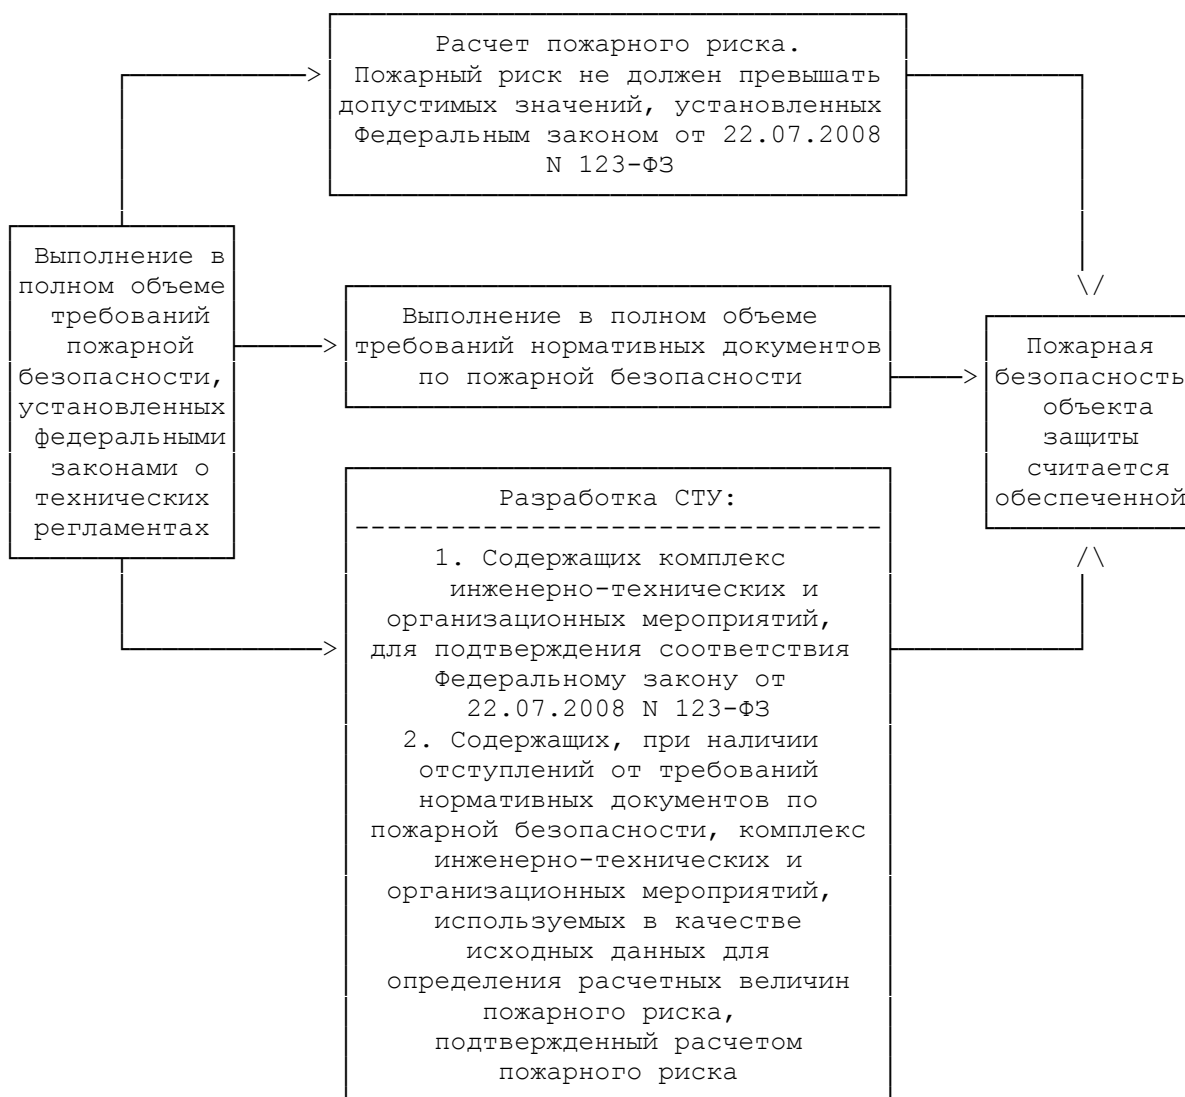 Расчет пожарного риска.
Пожарный риск не должен превышать
допустимых значений, установленных
Федеральным законом от 22.07.2008
N 123-ФЗ
Выполнение в
полном объеме
требований
пожарной
безопасности,
установленных
федеральными
законами о
технических
регламентах
Выполнение в полном объеме
требований нормативных документов
по пожарной безопасности
Пожарная
безопасность
объекта
защиты
считается
обеспеченной
Разработка СТУ:
1. Содержащих комплекс
инженерно-технических и
организационных мероприятий,
для подтверждения соответствия
Федеральному закону от
22.07.2008 N 123-ФЗ
2. Содержащих, при наличии
отступлений от требований
нормативных документов по
пожарной безопасности, комплекс
инженерно-технических и
организационных мероприятий,
используемых в качестве
исходных данных для
определения расчетных величин
пожарного риска,
подтвержденный расчетом
пожарного риска